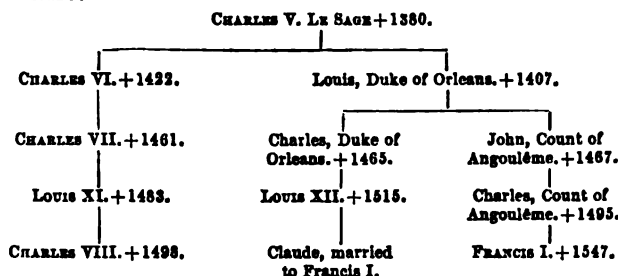 CHARLES V. LE SAGE+1380.
CHARLES VI.+1422. Louis, Duke of Orleans.+1407.
CHARLES VII.+1461. Charles, Duke of Orleans.+1465. John, Count of Angoulême.+1467.
LOUIS XI.+1483. LOUIS XII.+1515. Charles, Count of Angoulême.+1495.
CHARLES VIII.+1498. Claude, married to Francis I. FRANCIS I.+1547.